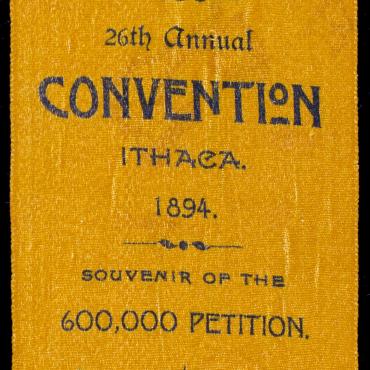 26th Annual
CONVENTION
ITHACA.
1894.
SOUVENIR OF THE
600,000 PETITION.